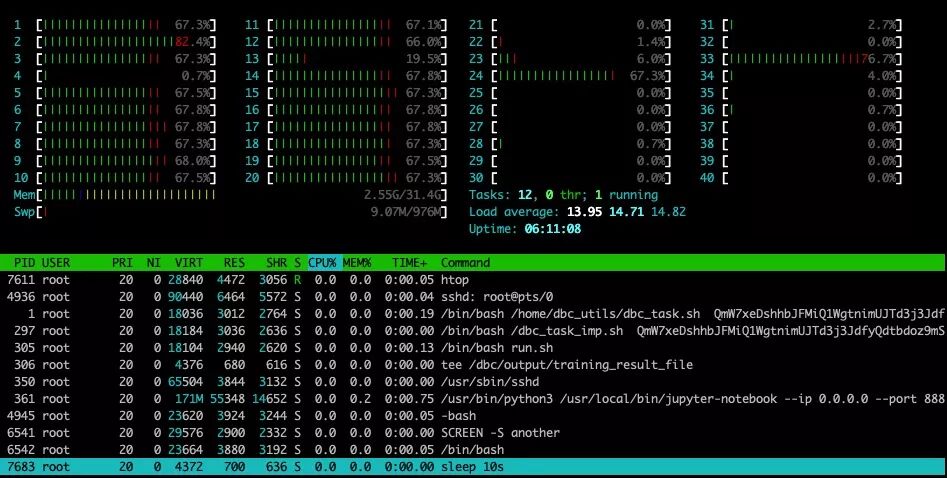 1 [ 67.3%] 11 [ 67.1%] 21 [ 0.0%] 31 [ 2.7%]
2 [ 82.4%] 12 [ 66.0%] 22 [ 1.4%] 32 [ 0.0%]
3 [ 67.3%] 13 [ 19.5%] 23 [ 6.0%] 33 [ 76.7%]
4 [ 0.7%] 14 [ 67.8%] 24 [ 67.3%] 34 [ 4.0%]
5 [ 67.5%] 15 [ 67.3%] 25 [ 0.0%] 35 [ 0.0%]
6 [ 67.8%] 16 [ 67.8%] 26 [ 0.0%] 36 [ 0.7%]
7 [ 67.8%] 17 [ 67.8%] 27 [ 0.0%] 37 [ 0.0%]
8 [ 67.3%] 18 [ 67.3%] 28 [ 0.7%] 38 [ 0.0%]
9 [ 68.0%] 19 [ 67.5%] 29 [ 0.0%] 39 [ 0.0%]
10 [ 67.5%] 20 [ 67.3%] 30 [ 0.0%] 40 [ 0.0%]
Mem[ 2.55G/31.4G] Tasks: 12, 0 thr; 1 running
Swp[ 9.07M/976M] Load average: 13.95 14.71 14.82
Uptime: 06:11:08
PID USER PRI NI VIRT RES SHR S CPU% MEM% TIME+ Command
7611 root 20 0 28840 4472 3056 R 0.0 0.0 0:00.05 htop
4936 root 20 0 90440 6464 5572 S 0.0 0.0 0:00.04 sshd: root@pts/0
1 root 20 0 18036 3012 2764 S 0.0 0.0 0:00.19 /bin/bash /home/dbc_utils/dbc_task.sh QmW7xeDshhbJFMiQ1WgtnimUJTd3j3Jdf
297 root 20 0 18184 3036 2636 S 0.0 0.0 0:00.00 /bin/bash /dbc_task_imp.sh QmW7xeDshhbJFMiQ1WgtnimUJTd3j3JdfyQdtbdoz9mS
305 root 20 0 18104 2940 2620 S 0.0 0.0 0:00.13 /bin/bash run.sh
306 root 20 0 4376 680 616 S 0.0 0.0 0:00.00 tee /dbc/output/training_result_file
350 root 20 0 65504 3844 3132 S 0.0 0.0 0:00.00 /usr/sbin/sshd
361 root 20 0 171M 55348 14652 S 0.0 0.2 0:00.75 /usr/bin/python3 /usr/local/bin/jupyter-notebook --ip 0.0.0.0 --port 888
4945 root 20 0 23620 3924 3244 S 0.0 0.0 0:00.05 -bash
6541 root 20 0 29576 2900 2332 S 0.0 0.0 0:00.00 SCREEN -S another
6542 root 20 0 23664 3880 3192 S 0.0 0.0 0:00.05 /bin/bash
7683 root 20 0 4372 700 636 S 0.0 0.0 0:00.00 sleep 10s